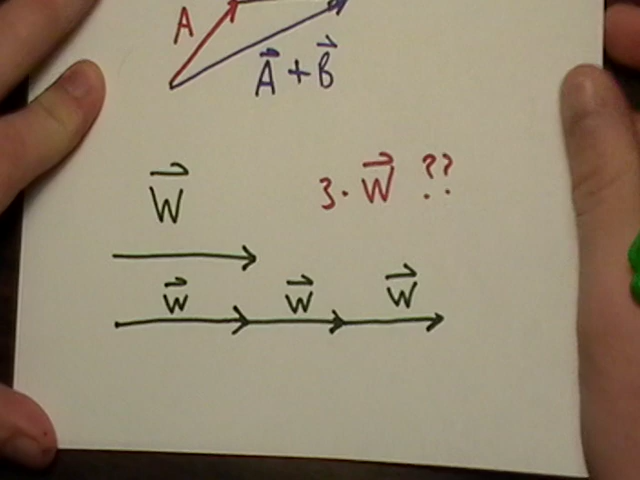 A
A⃗ + B⃗
W⃗
3 · W⃗ ??
W⃗ W⃗ W⃗